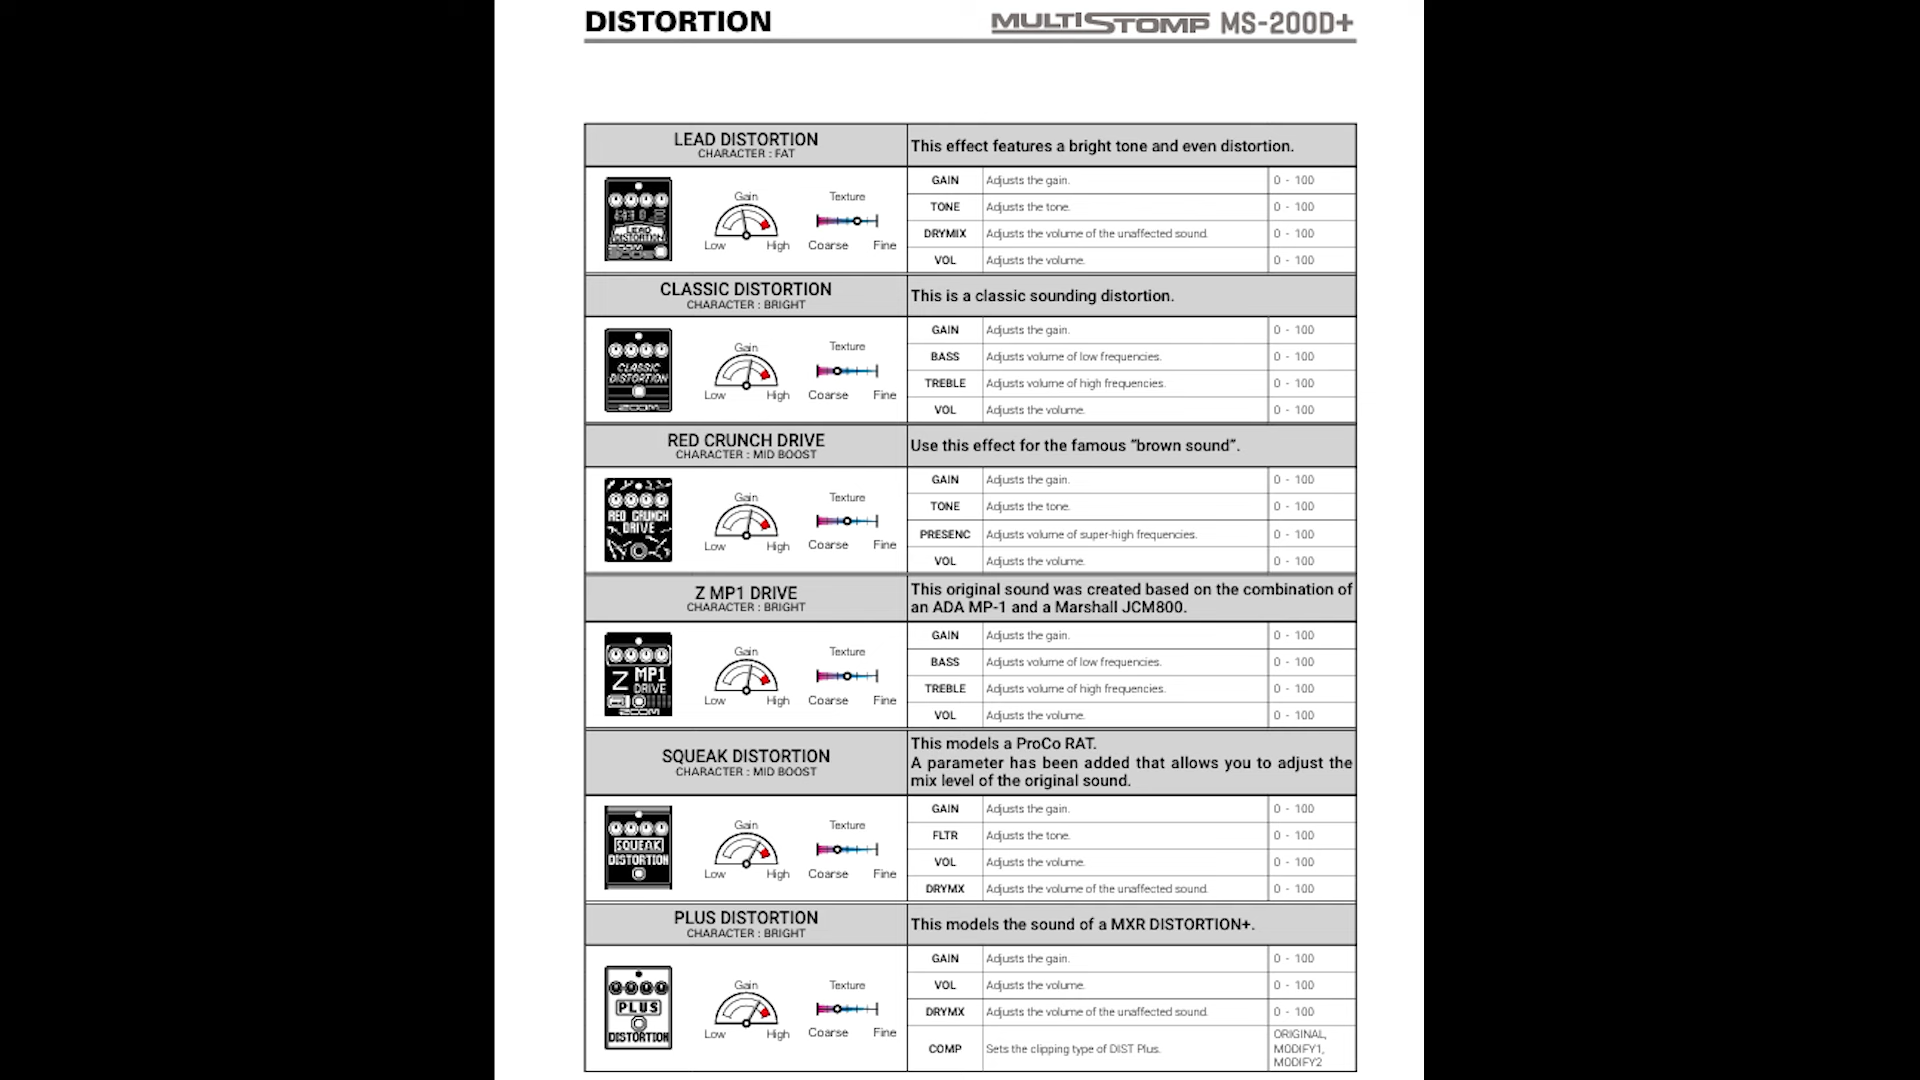 DISTORTION
MULTI STOMP MS-200D+
LEAD DISTORTION
CHARACTER : FAT
This effect features a bright tone and even distortion.
LEAD
DISTORTION
ZOOM
Gain
Low
High
Texture
Coarse
Fine
GAIN Adjusts the gain. 0 - 100
TONE Adjusts the tone. 0 - 100
DRYMIX Adjusts the volume of the unaffected sound. 0 - 100
VOL Adjusts the volume. 0 - 100
CLASSIC DISTORTION
CHARACTER : BRIGHT
This is a classic sounding distortion.
CLASSIC
DISTORTION
ZOOM
Gain
Low
High
Texture
Coarse
Fine
GAIN Adjusts the gain. 0 - 100
BASS Adjusts volume of low frequencies. 0 - 100
TREBLE Adjusts volume of high frequencies. 0 - 100
VOL Adjusts the volume. 0 - 100
RED CRUNCH DRIVE
CHARACTER : MID BOOST
Use this effect for the famous “brown sound”.
RED CRUNCH
DRIVE
Gain
Low
High
Texture
Coarse
Fine
GAIN Adjusts the gain. 0 - 100
TONE Adjusts the tone. 0 - 100
PRESENC Adjusts volume of super-high frequencies. 0 - 100
VOL Adjusts the volume. 0 - 100
Z MP1 DRIVE
CHARACTER : BRIGHT
This original sound was created based on the combination of
an ADA MP-1 and a Marshall JCM800.
Z MP1
DRIVE
ZOOM
Gain
Low
High
Texture
Coarse
Fine
GAIN Adjusts the gain. 0 - 100
BASS Adjusts volume of low frequencies. 0 - 100
TREBLE Adjusts volume of high frequencies. 0 - 100
VOL Adjusts the volume. 0 - 100
SQUEAK DISTORTION
CHARACTER : MID BOOST
This models a ProCo RAT.
A parameter has been added that allows you to adjust the
mix level of the original sound.
SQUEAK
DISTORTION
Gain
Low
High
Texture
Coarse
Fine
GAIN Adjusts the gain. 0 - 100
FLTR Adjusts the tone. 0 - 100
VOL Adjusts the volume. 0 - 100
DRYMX Adjusts the volume of the unaffected sound. 0 - 100
PLUS DISTORTION
CHARACTER : BRIGHT
This models the sound of a MXR DISTORTION+.
PLUS
DISTORTION
Gain
Low
High
Texture
Coarse
Fine
GAIN Adjusts the gain. 0 - 100
VOL Adjusts the volume. 0 - 100
DRYMX Adjusts the volume of the unaffected sound. 0 - 100
COMP Sets the clipping type of DIST Plus. ORIGINAL,
MODIFY1,
MODIFY2